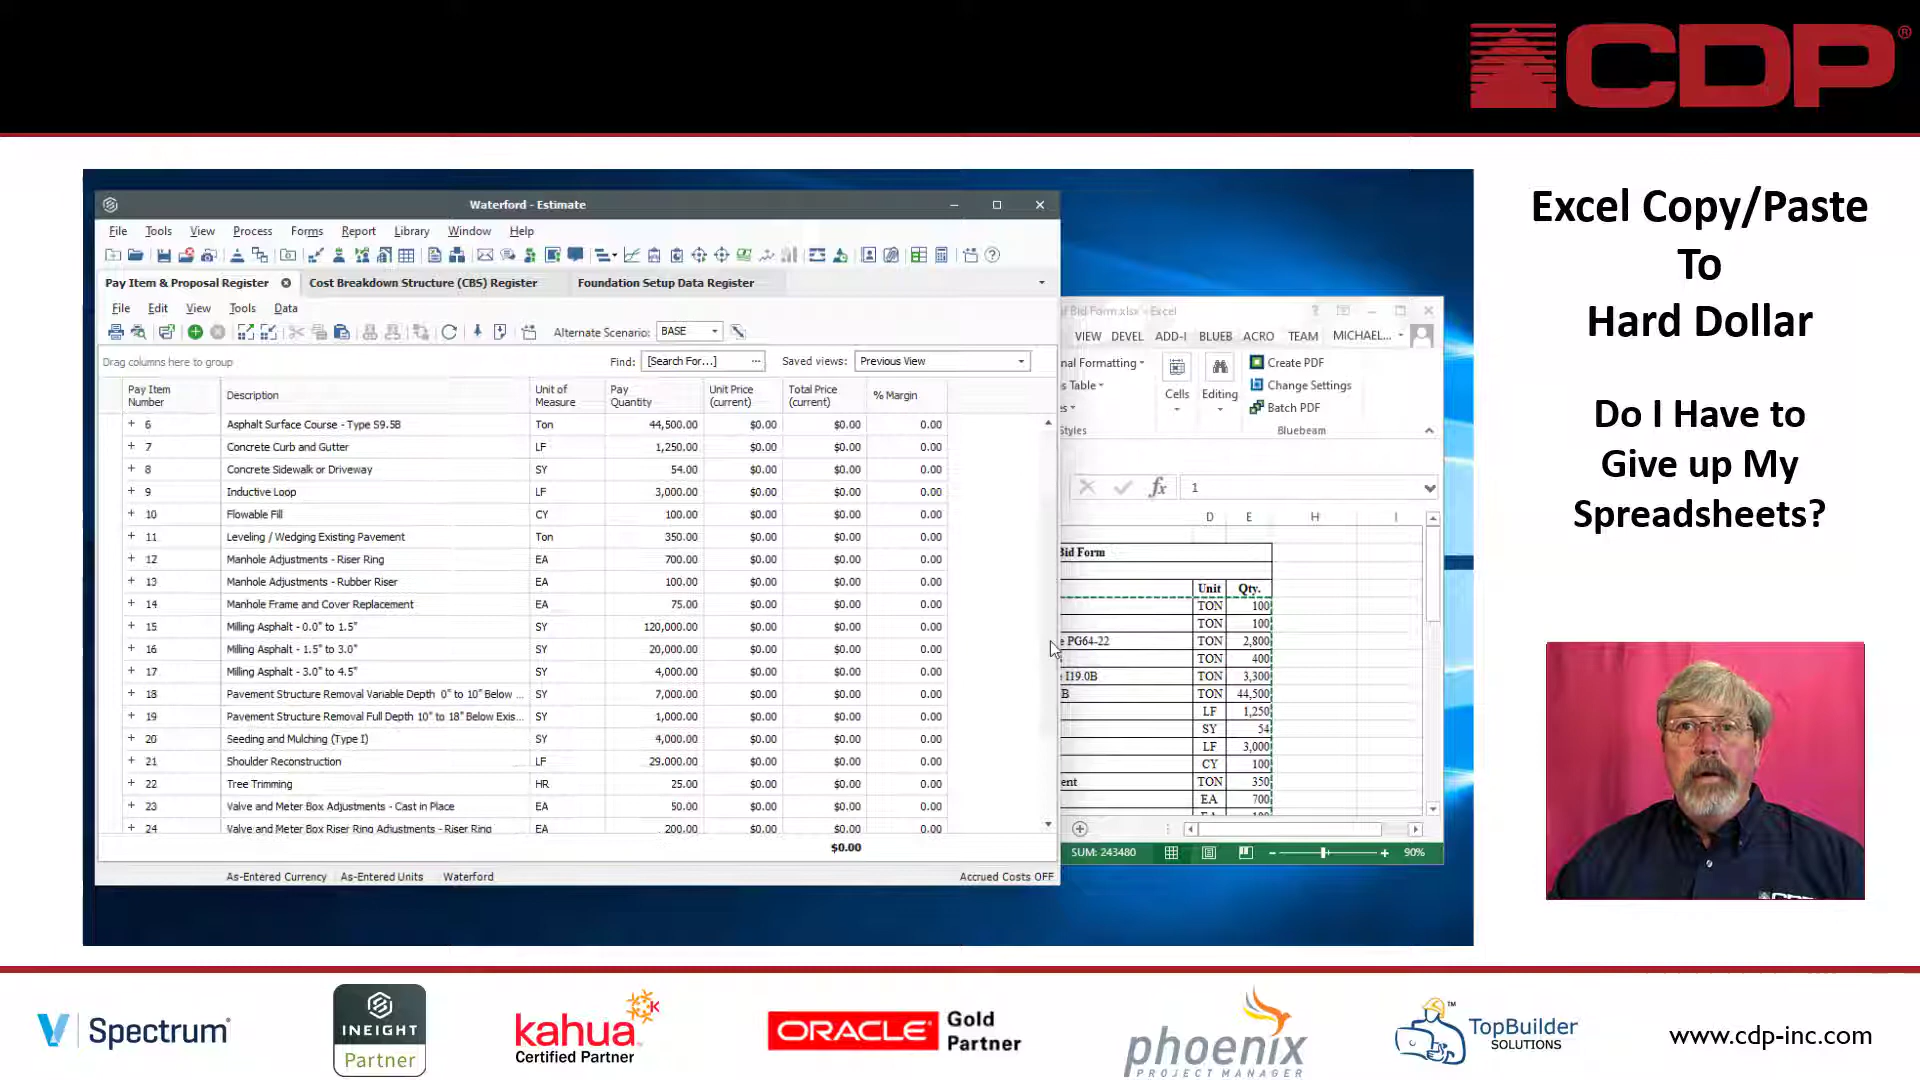 CDP®
Waterford - Estimate
File Tools View Process Forms Report Library Window Help
Pay Item & Proposal Register Cost Breakdown Structure (CBS) Register Foundation Setup Data Register
File Edit View Tools Data
Alternate Scenario: BASE
Drag columns here to group Find: [Search For...] ... Saved views: Previous View
Pay Item Number Description Unit of Measure Pay Quantity Unit Price (current) Total Price (current) % Margin
+ 6 Asphalt Surface Course - Type S9.5B Ton 44,500.00 $0.00 $0.00 0.00
+ 7 Concrete Curb and Gutter LF 1,250.00 $0.00 $0.00 0.00
+ 8 Concrete Sidewalk or Driveway SY 54.00 $0.00 $0.00 0.00
+ 9 Inductive Loop LF 3,000.00 $0.00 $0.00 0.00
+ 10 Flowable Fill CY 100.00 $0.00 $0.00 0.00
+ 11 Leveling / Wedging Existing Pavement Ton 350.00 $0.00 $0.00 0.00
+ 12 Manhole Adjustments - Riser Ring EA 700.00 $0.00 $0.00 0.00
+ 13 Manhole Adjustments - Rubber Riser EA 100.00 $0.00 $0.00 0.00
+ 14 Manhole Frame and Cover Replacement EA 75.00 $0.00 $0.00 0.00
+ 15 Milling Asphalt - 0.0" to 1.5" SY 120,000.00 $0.00 $0.00 0.00
+ 16 Milling Asphalt - 1.5" to 3.0" SY 20,000.00 $0.00 $0.00 0.00
+ 17 Milling Asphalt - 3.0" to 4.5" SY 4,000.00 $0.00 $0.00 0.00
+ 18 Pavement Structure Removal Variable Depth 0" to 10" Below ... SY 7,000.00 $0.00 $0.00 0.00
+ 19 Pavement Structure Removal Full Depth 10" to 18" Below Exis... SY 1,000.00 $0.00 $0.00 0.00
+ 20 Seeding and Mulching (Type I) SY 4,000.00 $0.00 $0.00 0.00
+ 21 Shoulder Reconstruction LF 29,000.00 $0.00 $0.00 0.00
+ 22 Tree Trimming HR 25.00 $0.00 $0.00 0.00
+ 23 Valve and Meter Box Adjustments - Cast in Place EA 50.00 $0.00 $0.00 0.00
+ 24 Valve and Meter Box Riser Ring Adjustments - Riser Ring EA 200.00 $0.00 $0.00 0.00
$0.00
As-Entered Currency As-Entered Units Waterford Accrued Costs OFF
Bid Form.xlsx - Excel
VIEW DEVEL ADD-I BLUEB ACRO TEAM MICHAEL...
nal Formatting Create PDF
s Table Change Settings
Cells Editing
Batch PDF
tyles Bluebeam
fx 1
D E H I
Bid Form
Unit Qty.
TON 100
TON 100
e PG64-22 TON 2,800
TON 400
e I19.0B TON 3,300
B TON 44,500
LF 1,250
SY 54
LF 3,000
CY 100
ent TON 350
EA 700
SUM: 243480 90%
Excel Copy/Paste
To
Hard Dollar
Do I Have to
Give up My
Spreadsheets?
Spectrum®
INEIGHT
Partner
kahua
Certified Partner
ORACLE Gold
Partner
phoenix
PROJECT MANAGER
TopBuilder™
SOLUTIONS
www.cdp-inc.com